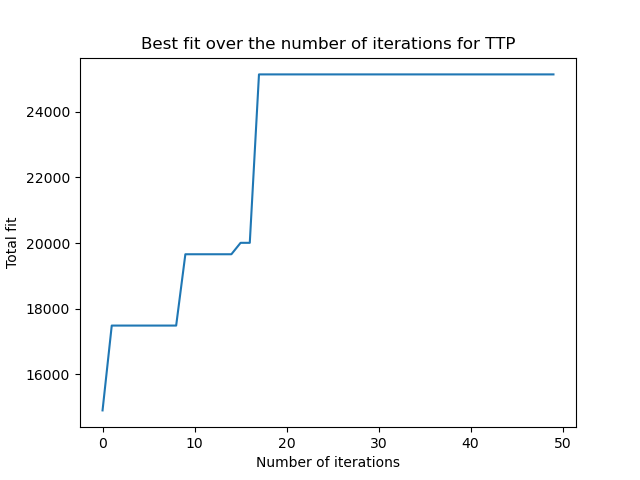 Best fit over the number of iterations for TTP
Total fit
24000
22000
20000
18000
16000
0 10 20 30 40 50
Number of iterations